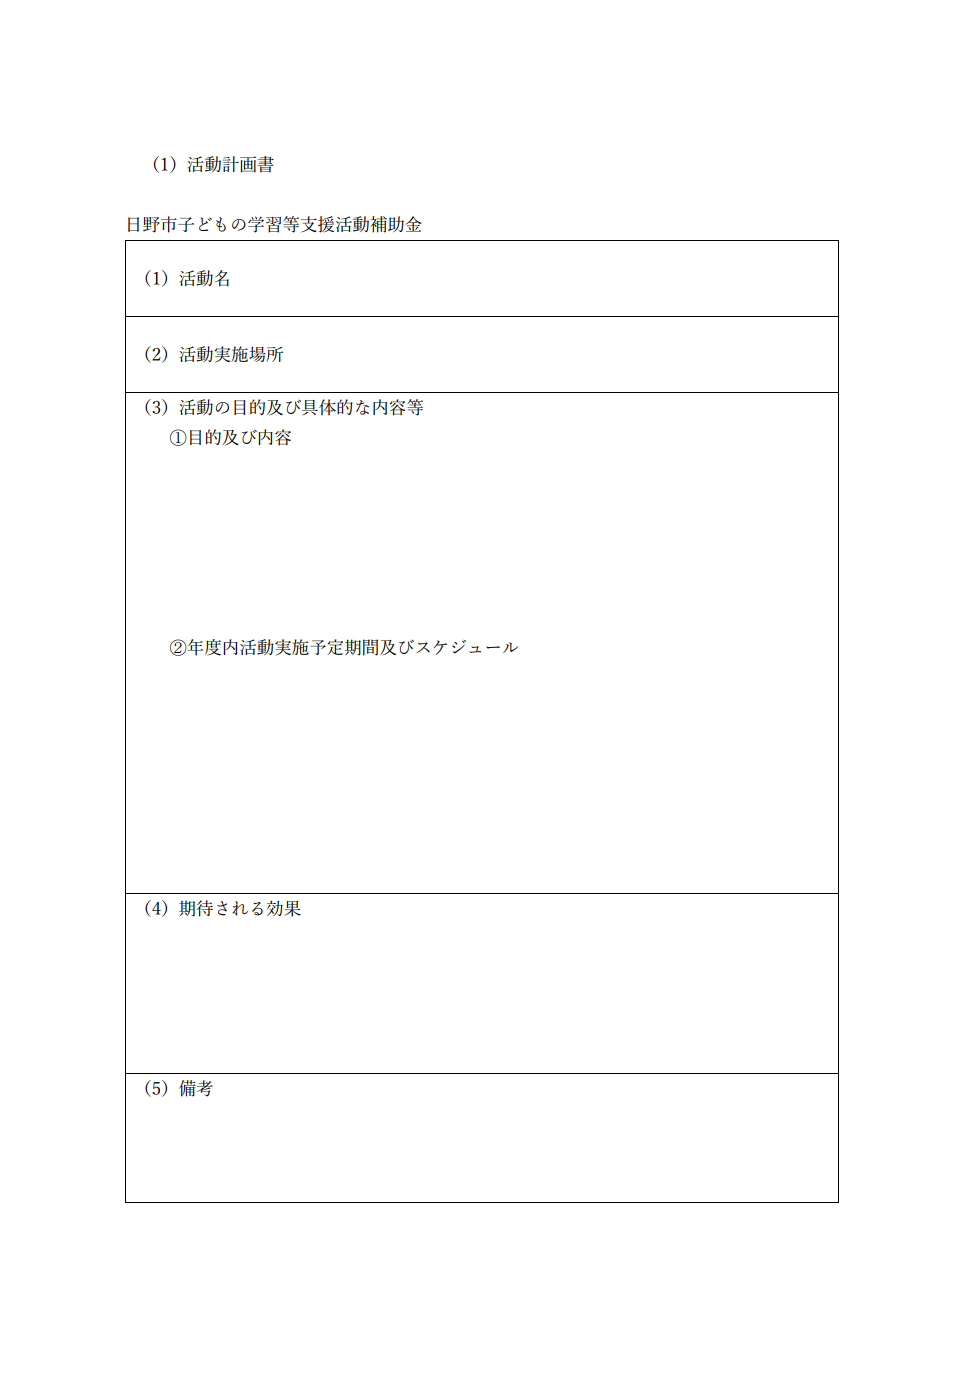 （1）活動計画書
日野市子どもの学習等支援活動補助金
（1）活動名
（2）活動実施場所
（3）活動の目的及び具体的な内容等
①目的及び内容
②年度内活動実施予定期間及びスケジュール
（4）期待される効果
（5）備考